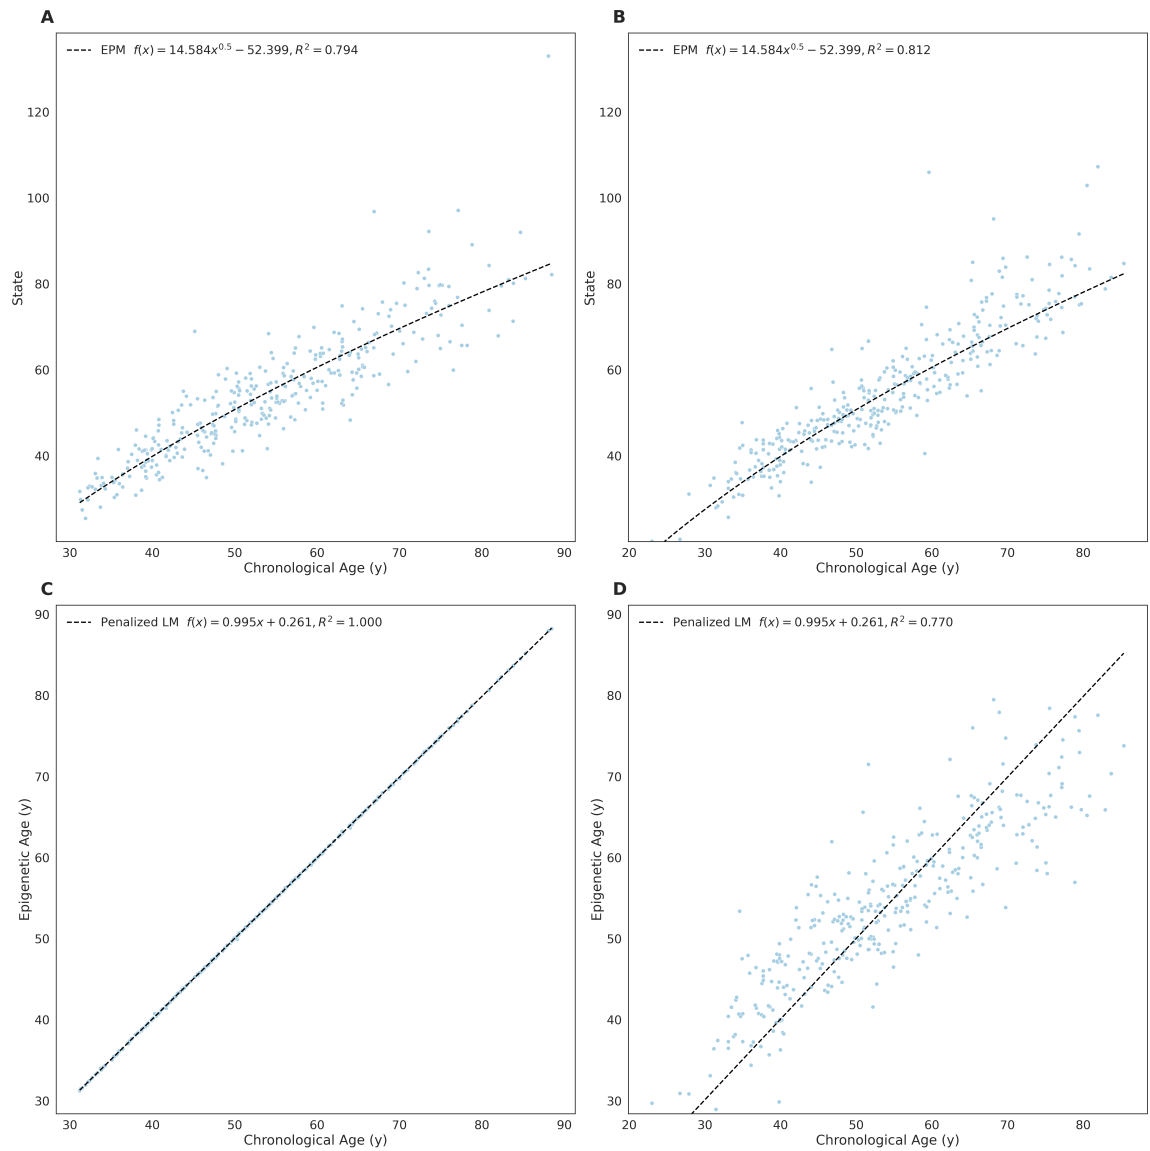 A
EPM f(x) = 14.584x^0.5 − 52.399, R^2 = 0.794
120
100
80
60
40
State
30 40 50 60 70 80 90
Chronological Age (y)
B
EPM f(x) = 14.584x^0.5 − 52.399, R^2 = 0.812
120
100
80
60
40
State
20 30 40 50 60 70 80
Chronological Age (y)
C
Penalized LM f(x) = 0.995x + 0.261, R^2 = 1.000
90
80
70
60
50
40
30
Epigenetic Age (y)
30 40 50 60 70 80 90
Chronological Age (y)
D
Penalized LM f(x) = 0.995x + 0.261, R^2 = 0.770
90
80
70
60
50
40
30
Epigenetic Age (y)
20 30 40 50 60 70 80
Chronological Age (y)